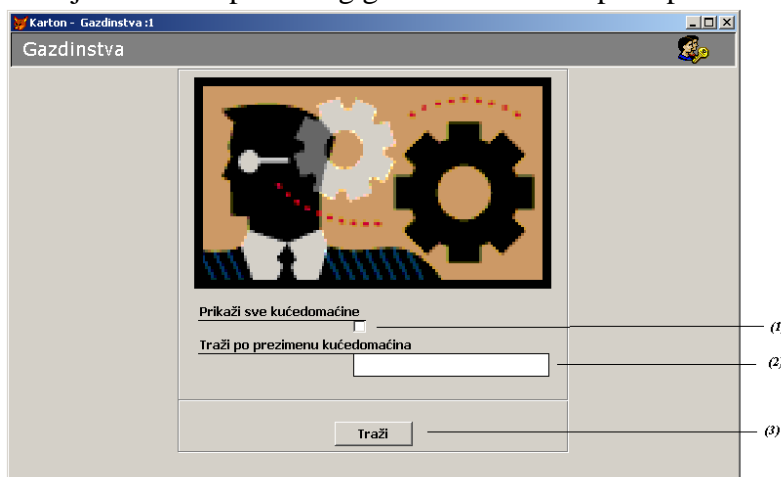 Karton - Gazdinstva :1
Gazdinstva
Prikaži sve kućedomaćine
(1)
Traži po prezimenu kućedomaćina
(2)
Traži
(3)